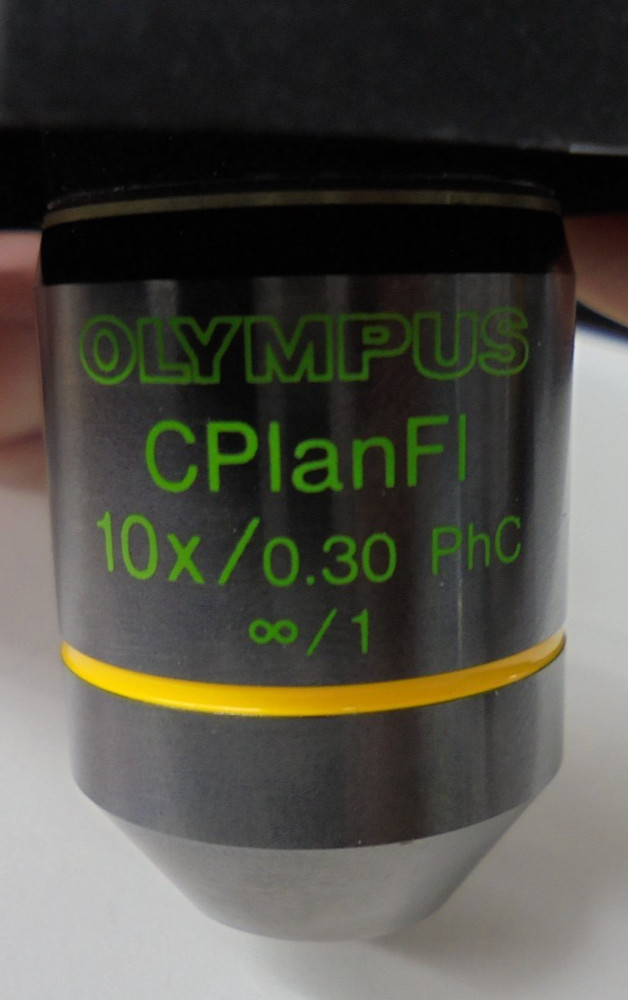 OLYMPUS
CPlanFl
10x/0.30 PhC
∞/1